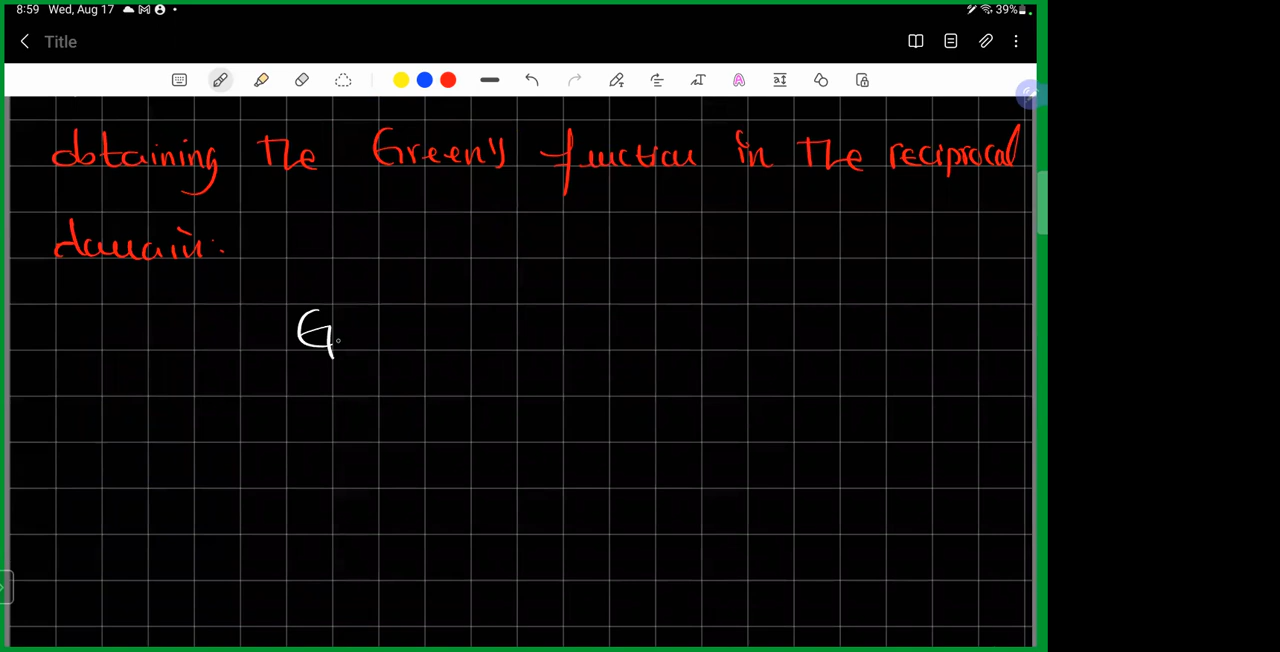 8:59 Wed, Aug 17 39%
Title
obtaining the Green's function in the reciprocal
domain:
G